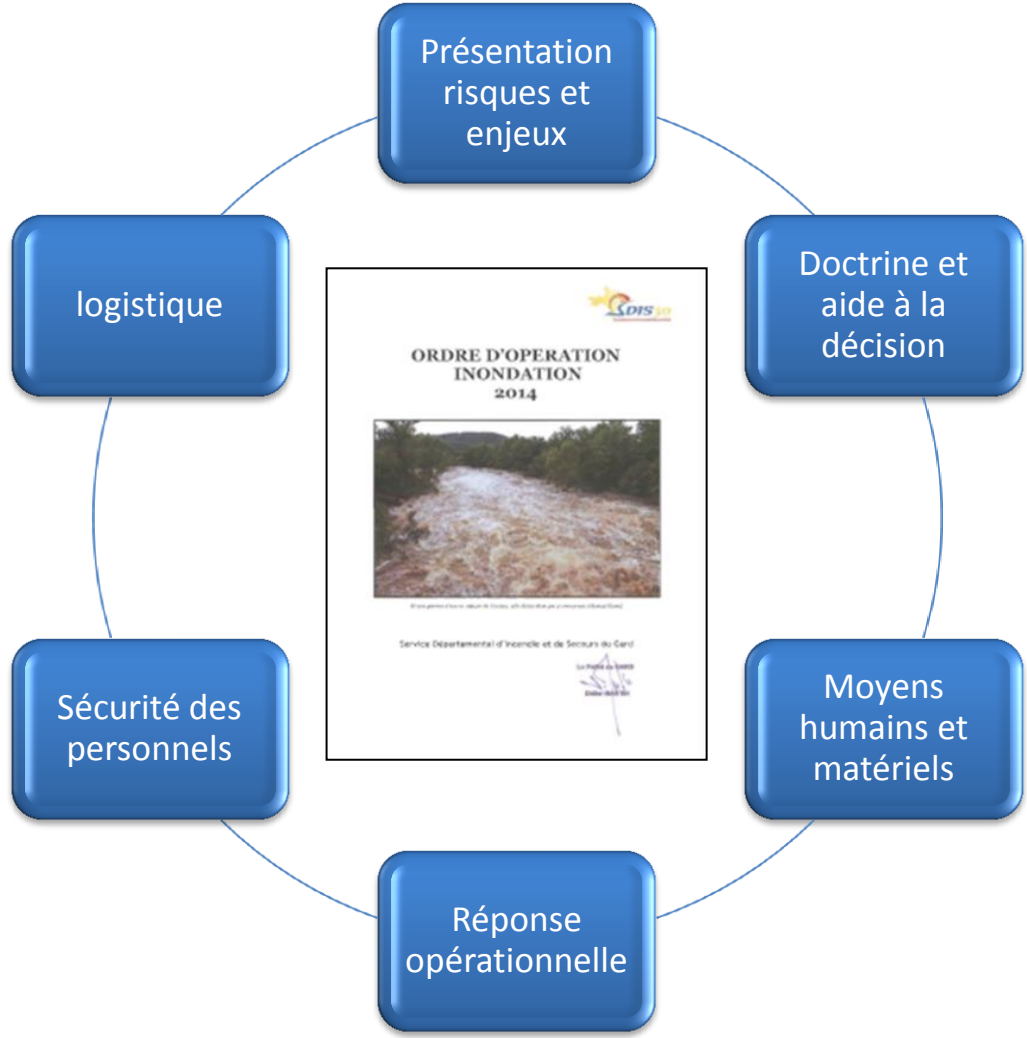 Présentation
risques et
enjeux
Doctrine et
aide à la
décision
Moyens
humains et
matériels
Réponse
opérationnelle
Sécurité des
personnels
logistique
SDIS30
ORDRE D'OPERATION
INONDATION
2014
Service Départemental d'Incendie et de Secours du Gard